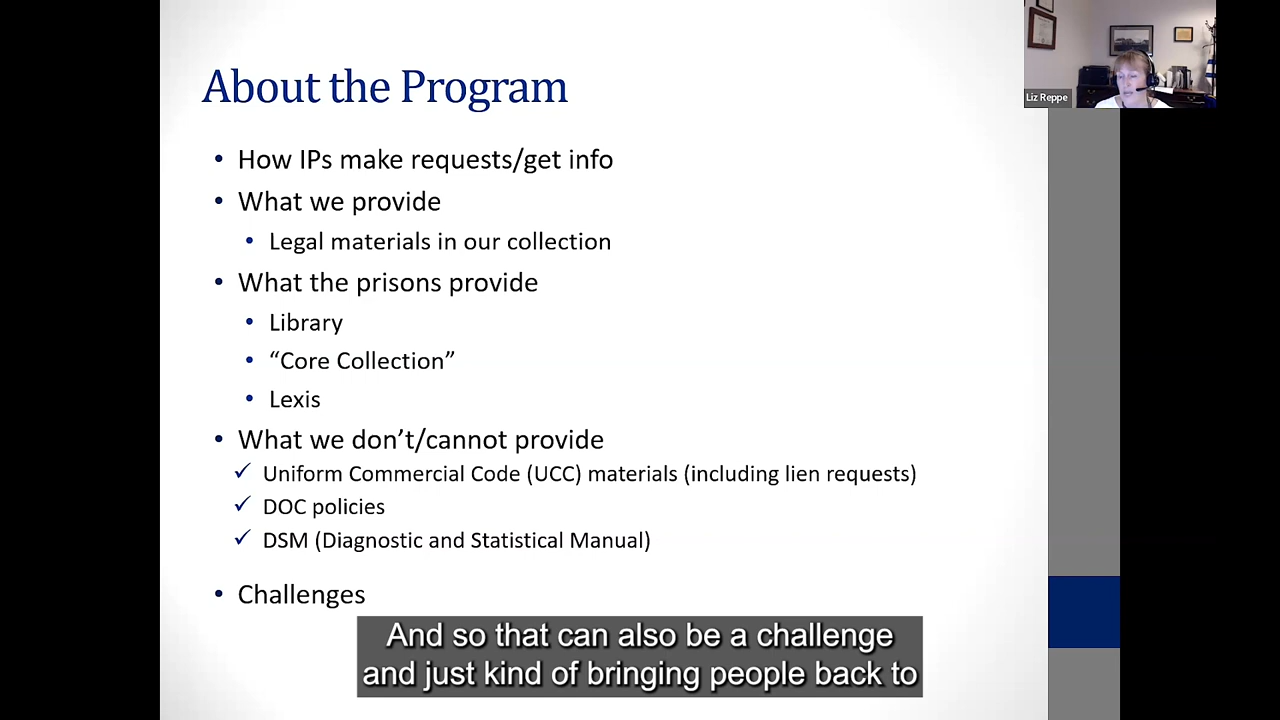 About the Program
Liz Reppe
• How IPs make requests/get info
• What we provide
• Legal materials in our collection
• What the prisons provide
• Library
• “Core Collection”
• Lexis
• What we don’t/cannot provide
✓ Uniform Commercial Code (UCC) materials (including lien requests)
✓ DOC policies
✓ DSM (Diagnostic and Statistical Manual)
• Challenges
And so that can also be a challenge
and just kind of bringing people back to